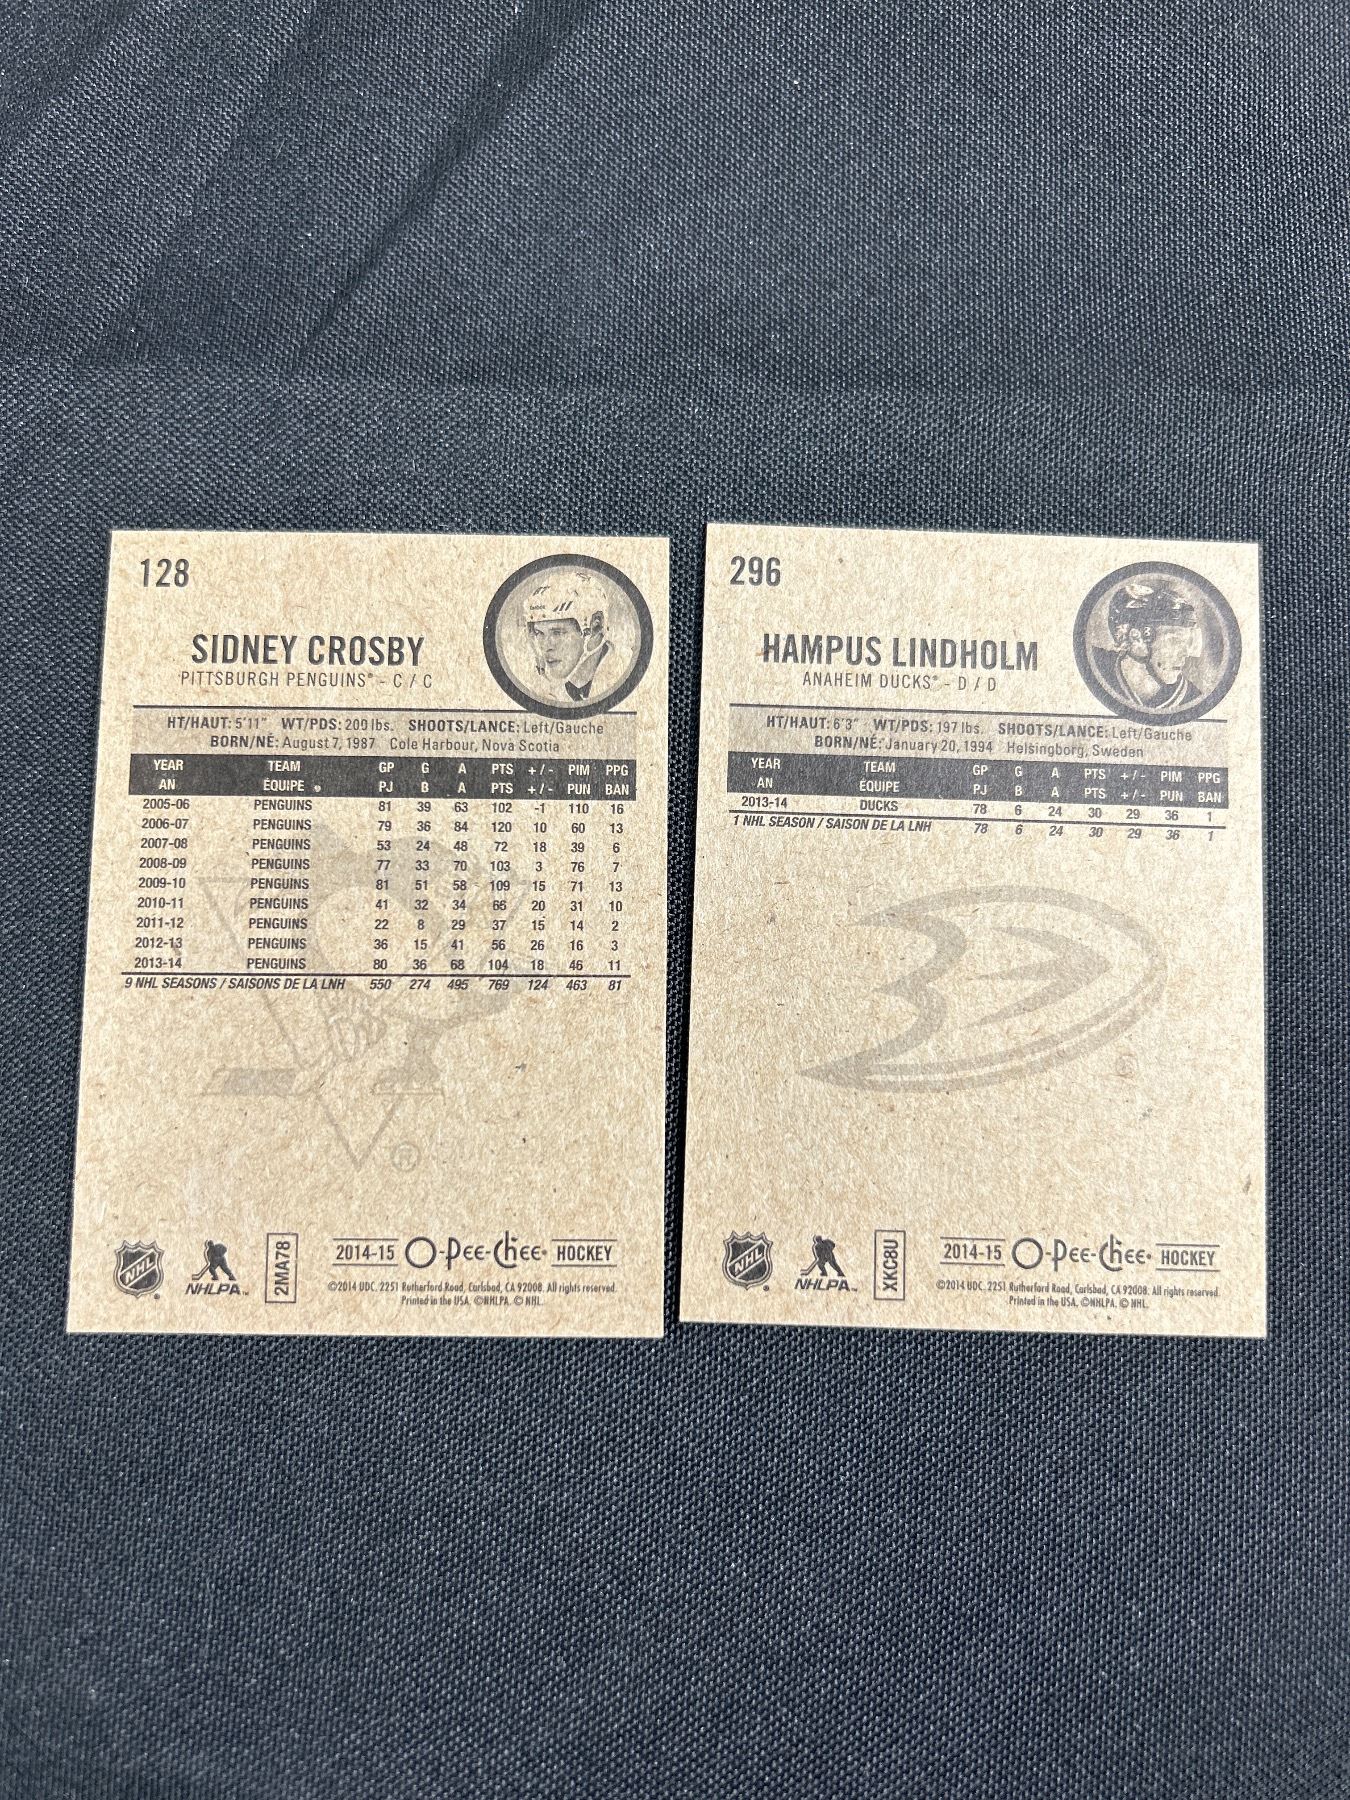 128
SIDNEY CROSBY
PITTSBURGH PENGUINS® - C / C
HT/HAUT: 5'11" WT/PDS: 200 lbs. SHOOTS/LANCE: Left/Gauche
BORN/NÉ: August 7, 1987 Cole Harbour, Nova Scotia
YEAR TEAM GP G A PTS +/- PIM PPG
AN ÉQUIPE PJ B A PTS +/- PUN BAN
2005-06 PENGUINS 81 39 63 102 -1 110 16
2006-07 PENGUINS 79 36 84 120 10 60 13
2007-08 PENGUINS 53 24 48 72 18 39 6
2008-09 PENGUINS 77 33 70 103 3 76 7
2009-10 PENGUINS 81 51 58 109 15 71 13
2010-11 PENGUINS 41 32 34 66 20 31 10
2011-12 PENGUINS 22 8 29 37 15 14 2
2012-13 PENGUINS 36 15 41 56 26 16 3
2013-14 PENGUINS 80 36 68 104 18 46 11
9 NHL SEASONS / SAISONS DE LA LNH 550 274 495 769 124 463 81
®
NHL
NHLPA™
2MA78
2014-15 O-Pee-Chee® HOCKEY
©2014 UDC. 2251 Rutherford Road, Carlsbad, CA 92008. All rights reserved.
Printed in the USA. ©NHLPA. © NHL.
296
HAMPUS LINDHOLM
ANAHEIM DUCKS® - D / D
HT/HAUT: 6'3" WT/PDS: 197 lbs. SHOOTS/LANCE: Left/Gauche
BORN/NÉ: January 20, 1994 Helsingborg, Sweden
YEAR TEAM GP G A PTS +/- PIM PPG
AN ÉQUIPE PJ B A PTS +/- PUN BAN
2013-14 DUCKS 78 6 24 30 29 36 1
1 NHL SEASON / SAISON DE LA LNH 78 6 24 30 29 36 1
NHL
NHLPA™
XKC8U
2014-15 O-Pee-Chee® HOCKEY
©2014 UDC. 2251 Rutherford Road, Carlsbad, CA 92008. All rights reserved.
Printed in the USA. ©NHLPA. © NHL.